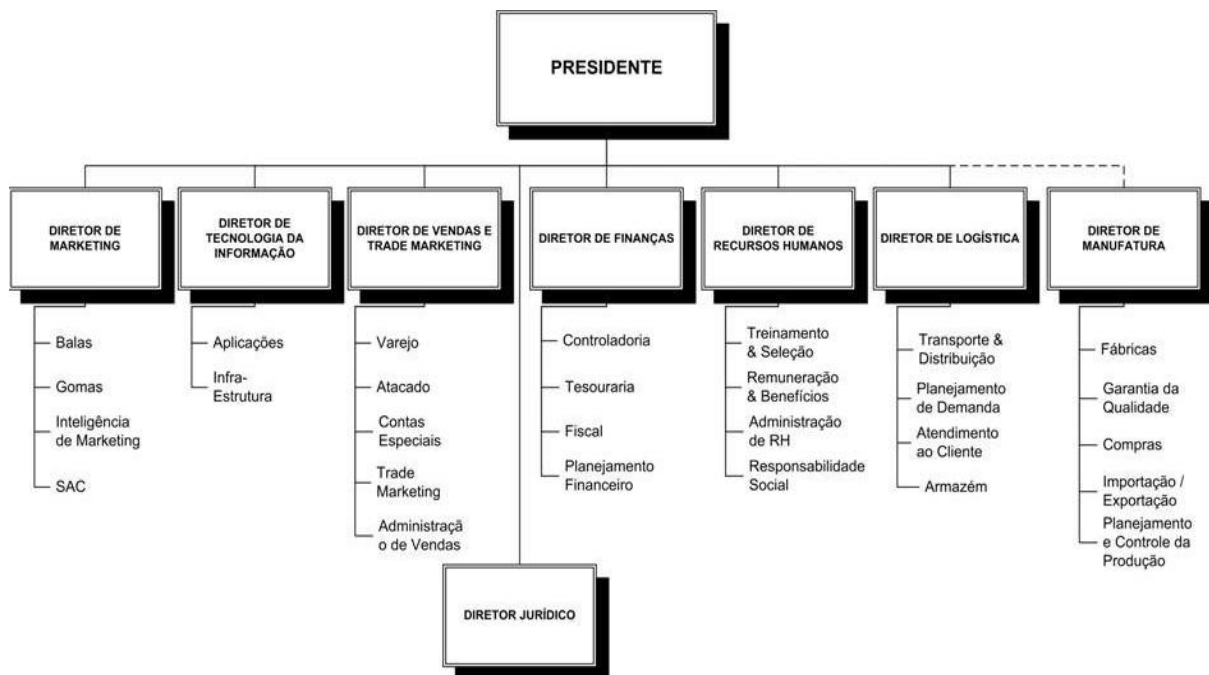 PRESIDENTE
DIRETOR DE
MARKETING
Balas
Gomas
Inteligência
de Marketing
SAC
DIRETOR DE
TECNOLOGIA DA
INFORMAÇÃO
Aplicações
Infra-
Estrutura
DIRETOR DE VENDAS E
TRADE MARKETING
Varejo
Atacado
Contas
Especiais
Trade
Marketing
Administraçã
o de Vendas
DIRETOR DE FINANÇAS
Controladoria
Tesouraria
Fiscal
Planejamento
Financeiro
DIRETOR DE
RECURSOS HUMANOS
Treinamento
& Seleção
Remuneração
& Benefícios
Administração
de RH
Responsabilidade
Social
DIRETOR DE LOGÍSTICA
Transporte &
Distribuição
Planejamento
de Demanda
Atendimento
ao Cliente
Armazém
DIRETOR DE
MANUFATURA
Fábricas
Garantia da
Qualidade
Compras
Importação /
Exportação
Planejamento
e Controle da
Produção
DIRETOR JURÍDICO